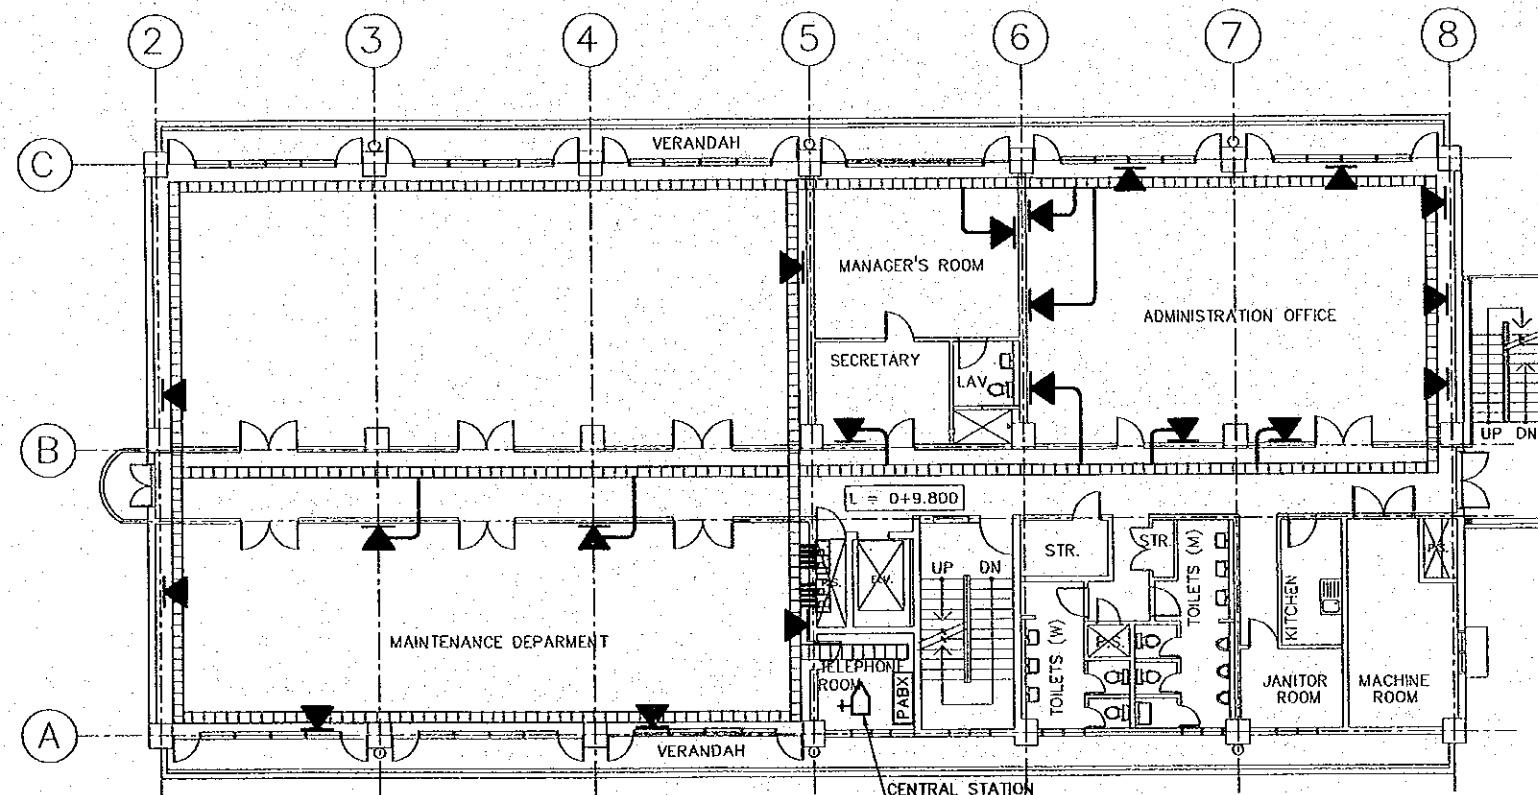 2 3 4 5 6 7 8
C
VERANDAH
MANAGER'S ROOM
ADMINISTRATION OFFICE
SECRETARY
LAV.
B
UP DN
L = 0+9.800
STR.
STR.
TOILETS (M)
UP DN
KITCHEN
P.S.
MAINTENANCE DEPARMENT
TOILETS (W)
P.S.
TELEPHONE
ROOM
PABX
JANITOR
ROOM
MACHINE
ROOM
A
VERANDAH
CENTRAL STATION